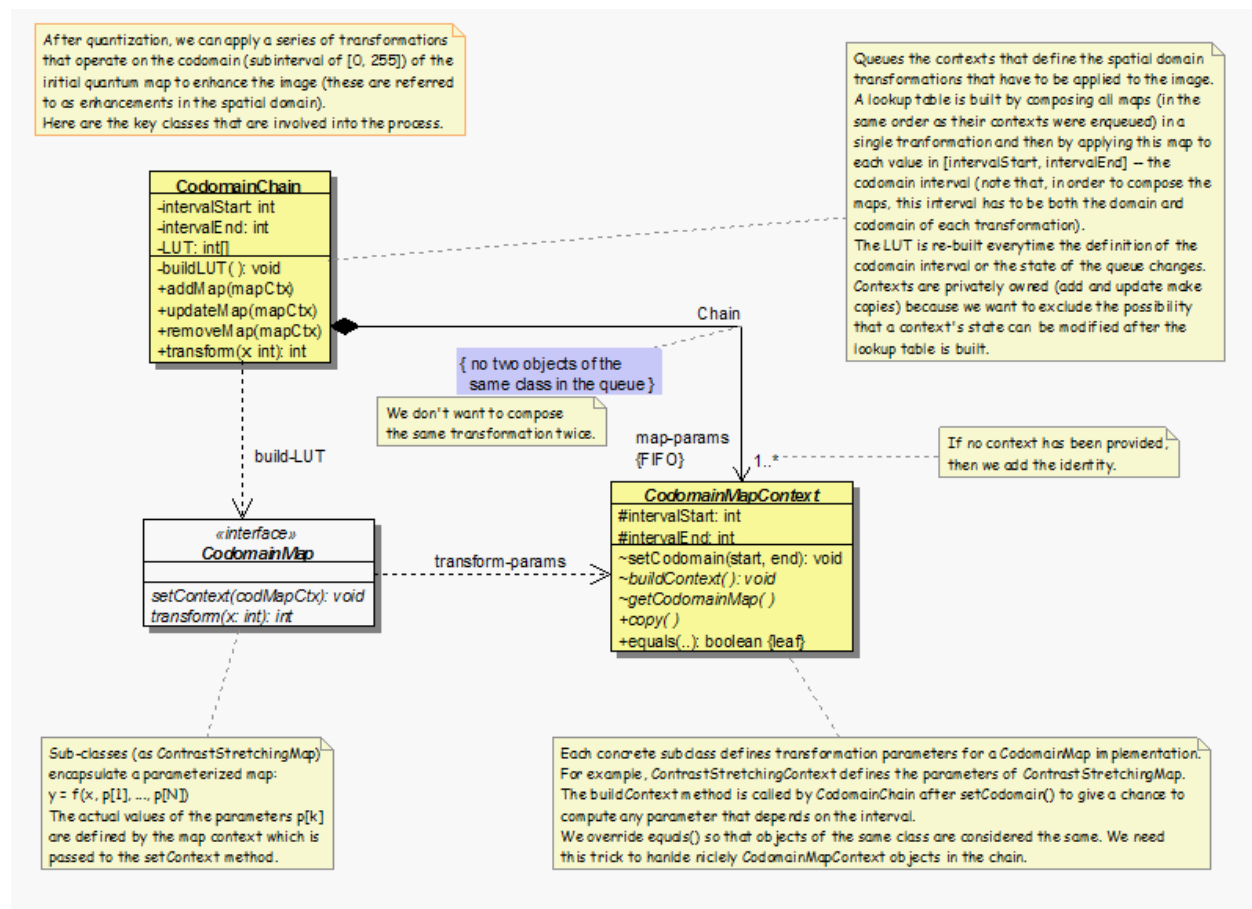 After quantization, we can apply a series of transformations
that operate on the codomain (subinterval of [0, 255]) of the
initial quantum map to enhance the image (these are referred
to as enhancements in the spatial domain).
Here are the key classes that are involved into the process.
Queues the contexts that define the spatial domain
transformations that have to be applied to the image.
A lookup table is built by composing all maps (in the
same order as their contexts were enqueued) in a
single tranformation and then by applying this map to
each value in [intervalStart, intervalEnd] -- the
codomain interval (note that, in order to compose the
maps, this interval has to be both the domain and
codomain of each transformation).
The LUT is re-built everytime the definition of the
codomain interval or the state of the queue changes.
Contexts are privately owned (add and update make
copies) because we want to exclude the possibility
that a context's state can be modified after the
lookup table is built.
CodomainChain
-intervalStart: int
-intervalEnd: int
-LUT: int[]
-buildLUT( ): void
+addMap(mapCtx)
+updateMap(mapCtx)
+removeMap(mapCtx)
+transform(x: int): int
Chain
{ no two objects of the
same class in the queue }
We don't want to compose
the same transformation twice.
map-params
{FIFO}
1..*
If no context has been provided,
then we add the identity.
build-LUT
«interface»
CodomainMap
setContext(codMapCtx): void
transform(x: int): int
transform-params
CodomainMapContext
#intervalStart: int
#intervalEnd: int
~setCodomain(start, end): void
~buildContext( ): void
~getCodomainMap( )
+copy( )
+equals(..): boolean {leaf}
Sub-classes (as ContrastStretchingMap)
encapsulate a parameterized map:
y = f(x, p[1], ..., p[N])
The actual values of the parameters p[k]
are defined by the map context which is
passed to the setContext method.
Each concrete subclass defines transformation parameters for a CodomainMap implementation.
For example, ContrastStretchingContext defines the parameters of ContrastStretchingMap.
The buildContext method is called by CodomainChain after setCodomain() to give a chance to
compute any parameter that depends on the interval.
We override equals() so that objects of the same class are considered the same. We need
this trick to hanlde niclely CodomainMapContext objects in the chain.